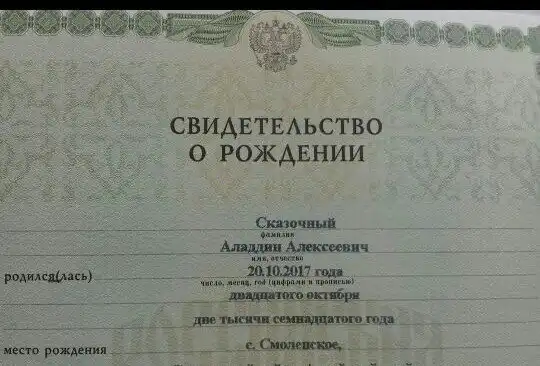 СВИДЕТЕЛЬСТВО
О РОЖДЕНИИ
Сказочный
фамилия
Аладдин Алексеевич
имя, отчество
родился(лась) 20.10.2017 года
число, месяц, год (цифрами и прописью)
двадцатого октября
две тысячи семнадцатого года
место рождения с. Смоленское,